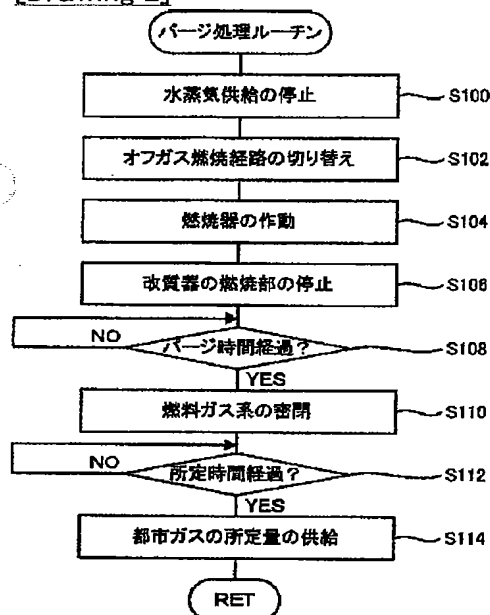 [Drawing 2]
パージ処理ルーチン
水蒸気供給の停止
S100
オフガス燃焼経路の切り替え
S102
燃焼器の作動
S104
改質器の燃焼部の停止
S106
NO
パージ時間経過?
S108
YES
燃料ガス系の密閉
S110
NO
所定時間経過?
S112
YES
都市ガスの所定量の供給
S114
RET